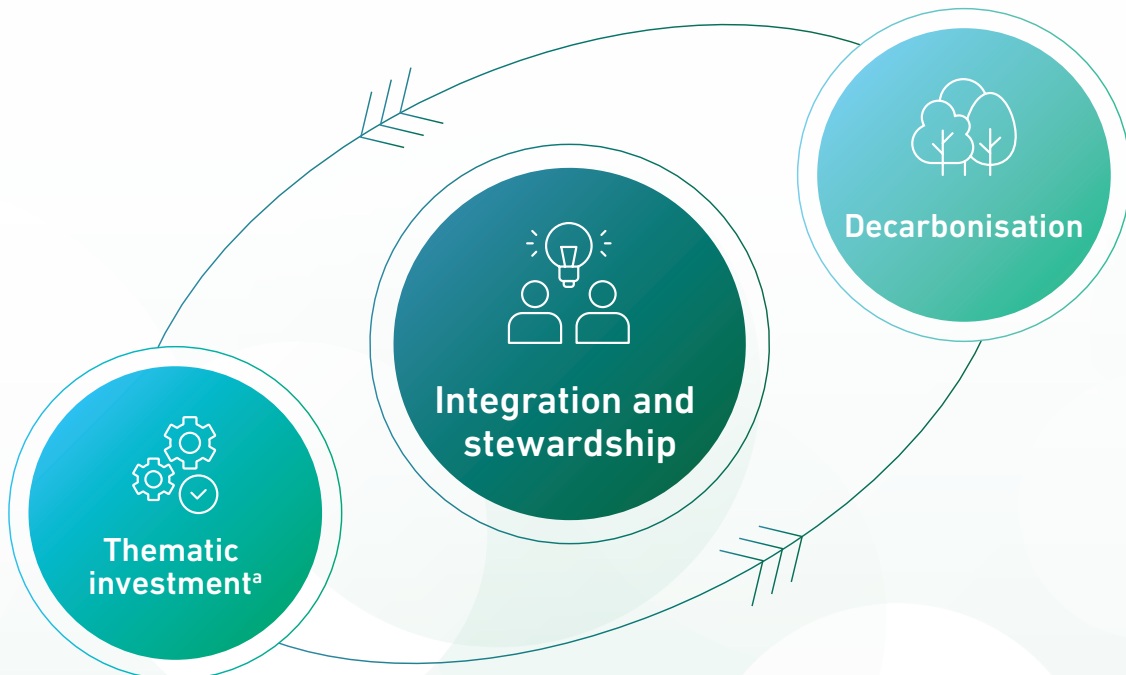 Decarbonisation
Integration and
stewardship
Thematic
investmentᵃ